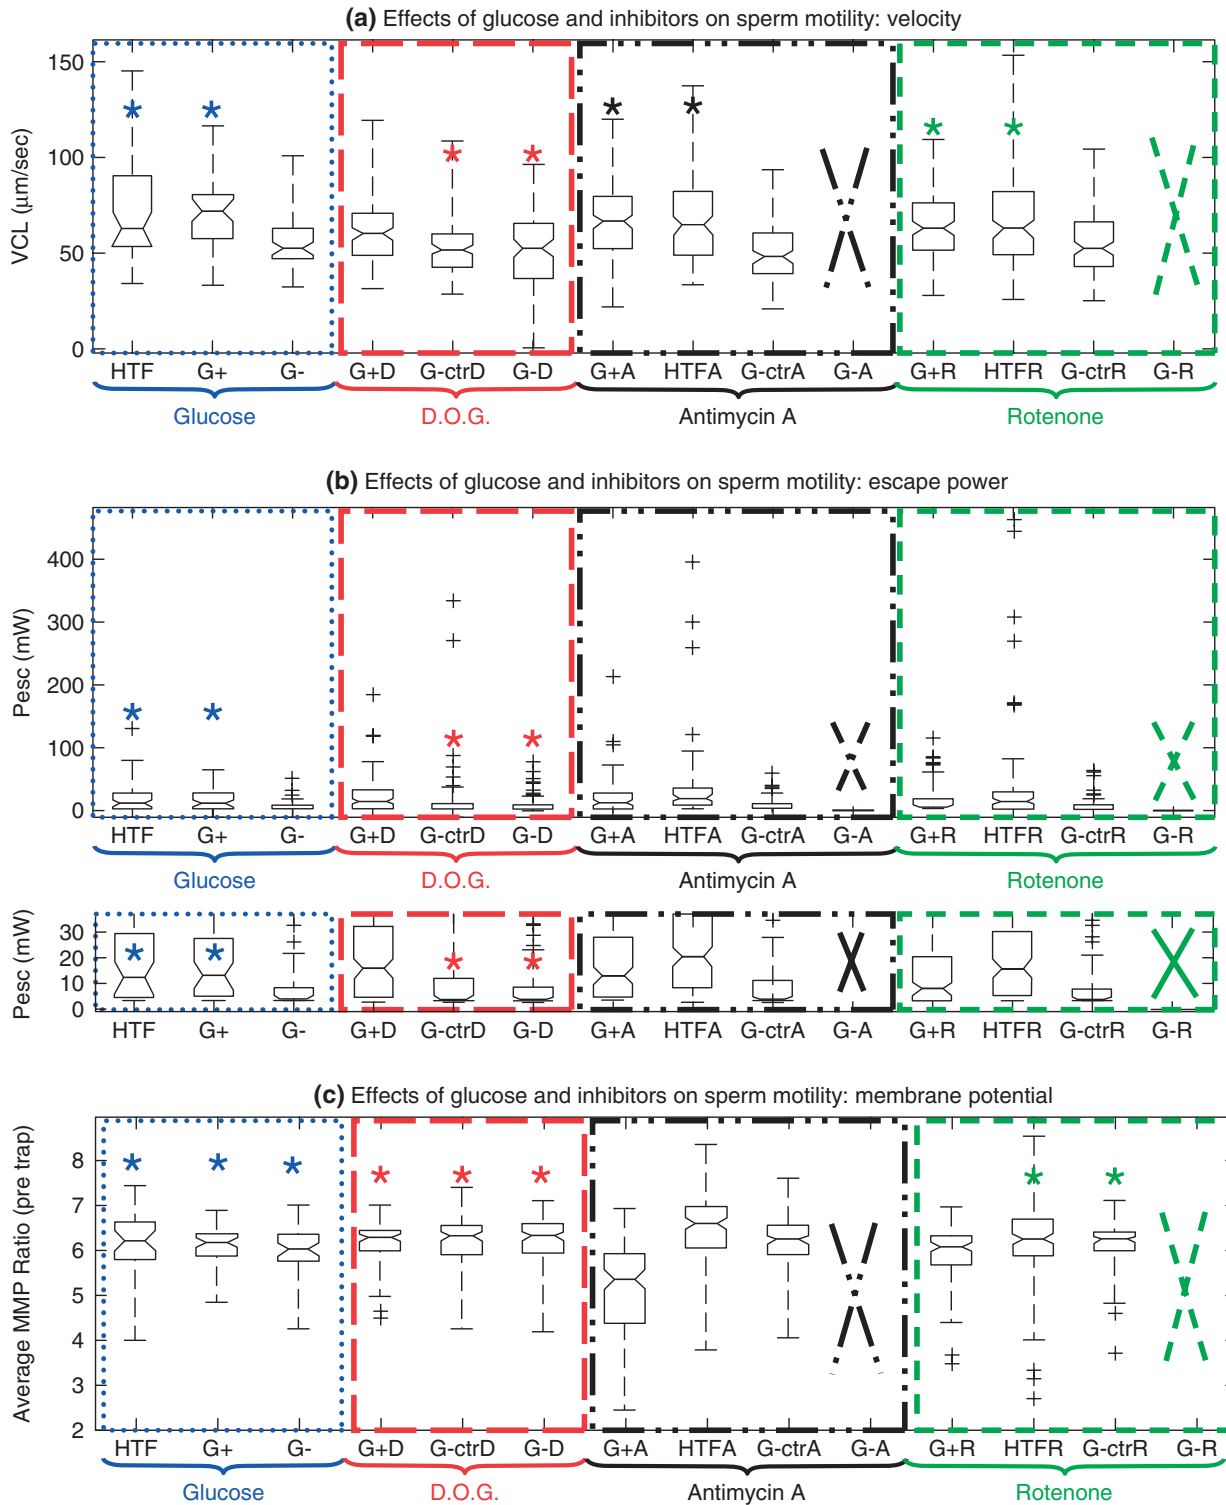 (a) Effects of glucose and inhibitors on sperm motility: velocity
VCL (μm/sec)
150
100
50
0
HTF G+ G- G+D G-ctrD G-D G+A HTFA G-ctrA G-A G+R HTFR G-ctrR G-R
Glucose D.O.G. Antimycin A Rotenone
(b) Effects of glucose and inhibitors on sperm motility: escape power
Pesc (mW)
400
300
200
100
0
HTF G+ G- G+D G-ctrD G-D G+A HTFA G-ctrA G-A G+R HTFR G-ctrR G-R
Glucose D.O.G. Antimycin A Rotenone
Pesc (mW)
30
20
10
0
HTF G+ G- G+D G-ctrD G-D G+A HTFA G-ctrA G-A G+R HTFR G-ctrR G-R
(c) Effects of glucose and inhibitors on sperm motility: membrane potential
Average MMP Ratio (pre trap)
8
7
6
5
4
3
2
HTF G+ G- G+D G-ctrD G-D G+A HTFA G-ctrA G-A G+R HTFR G-ctrR G-R
Glucose D.O.G. Antimycin A Rotenone